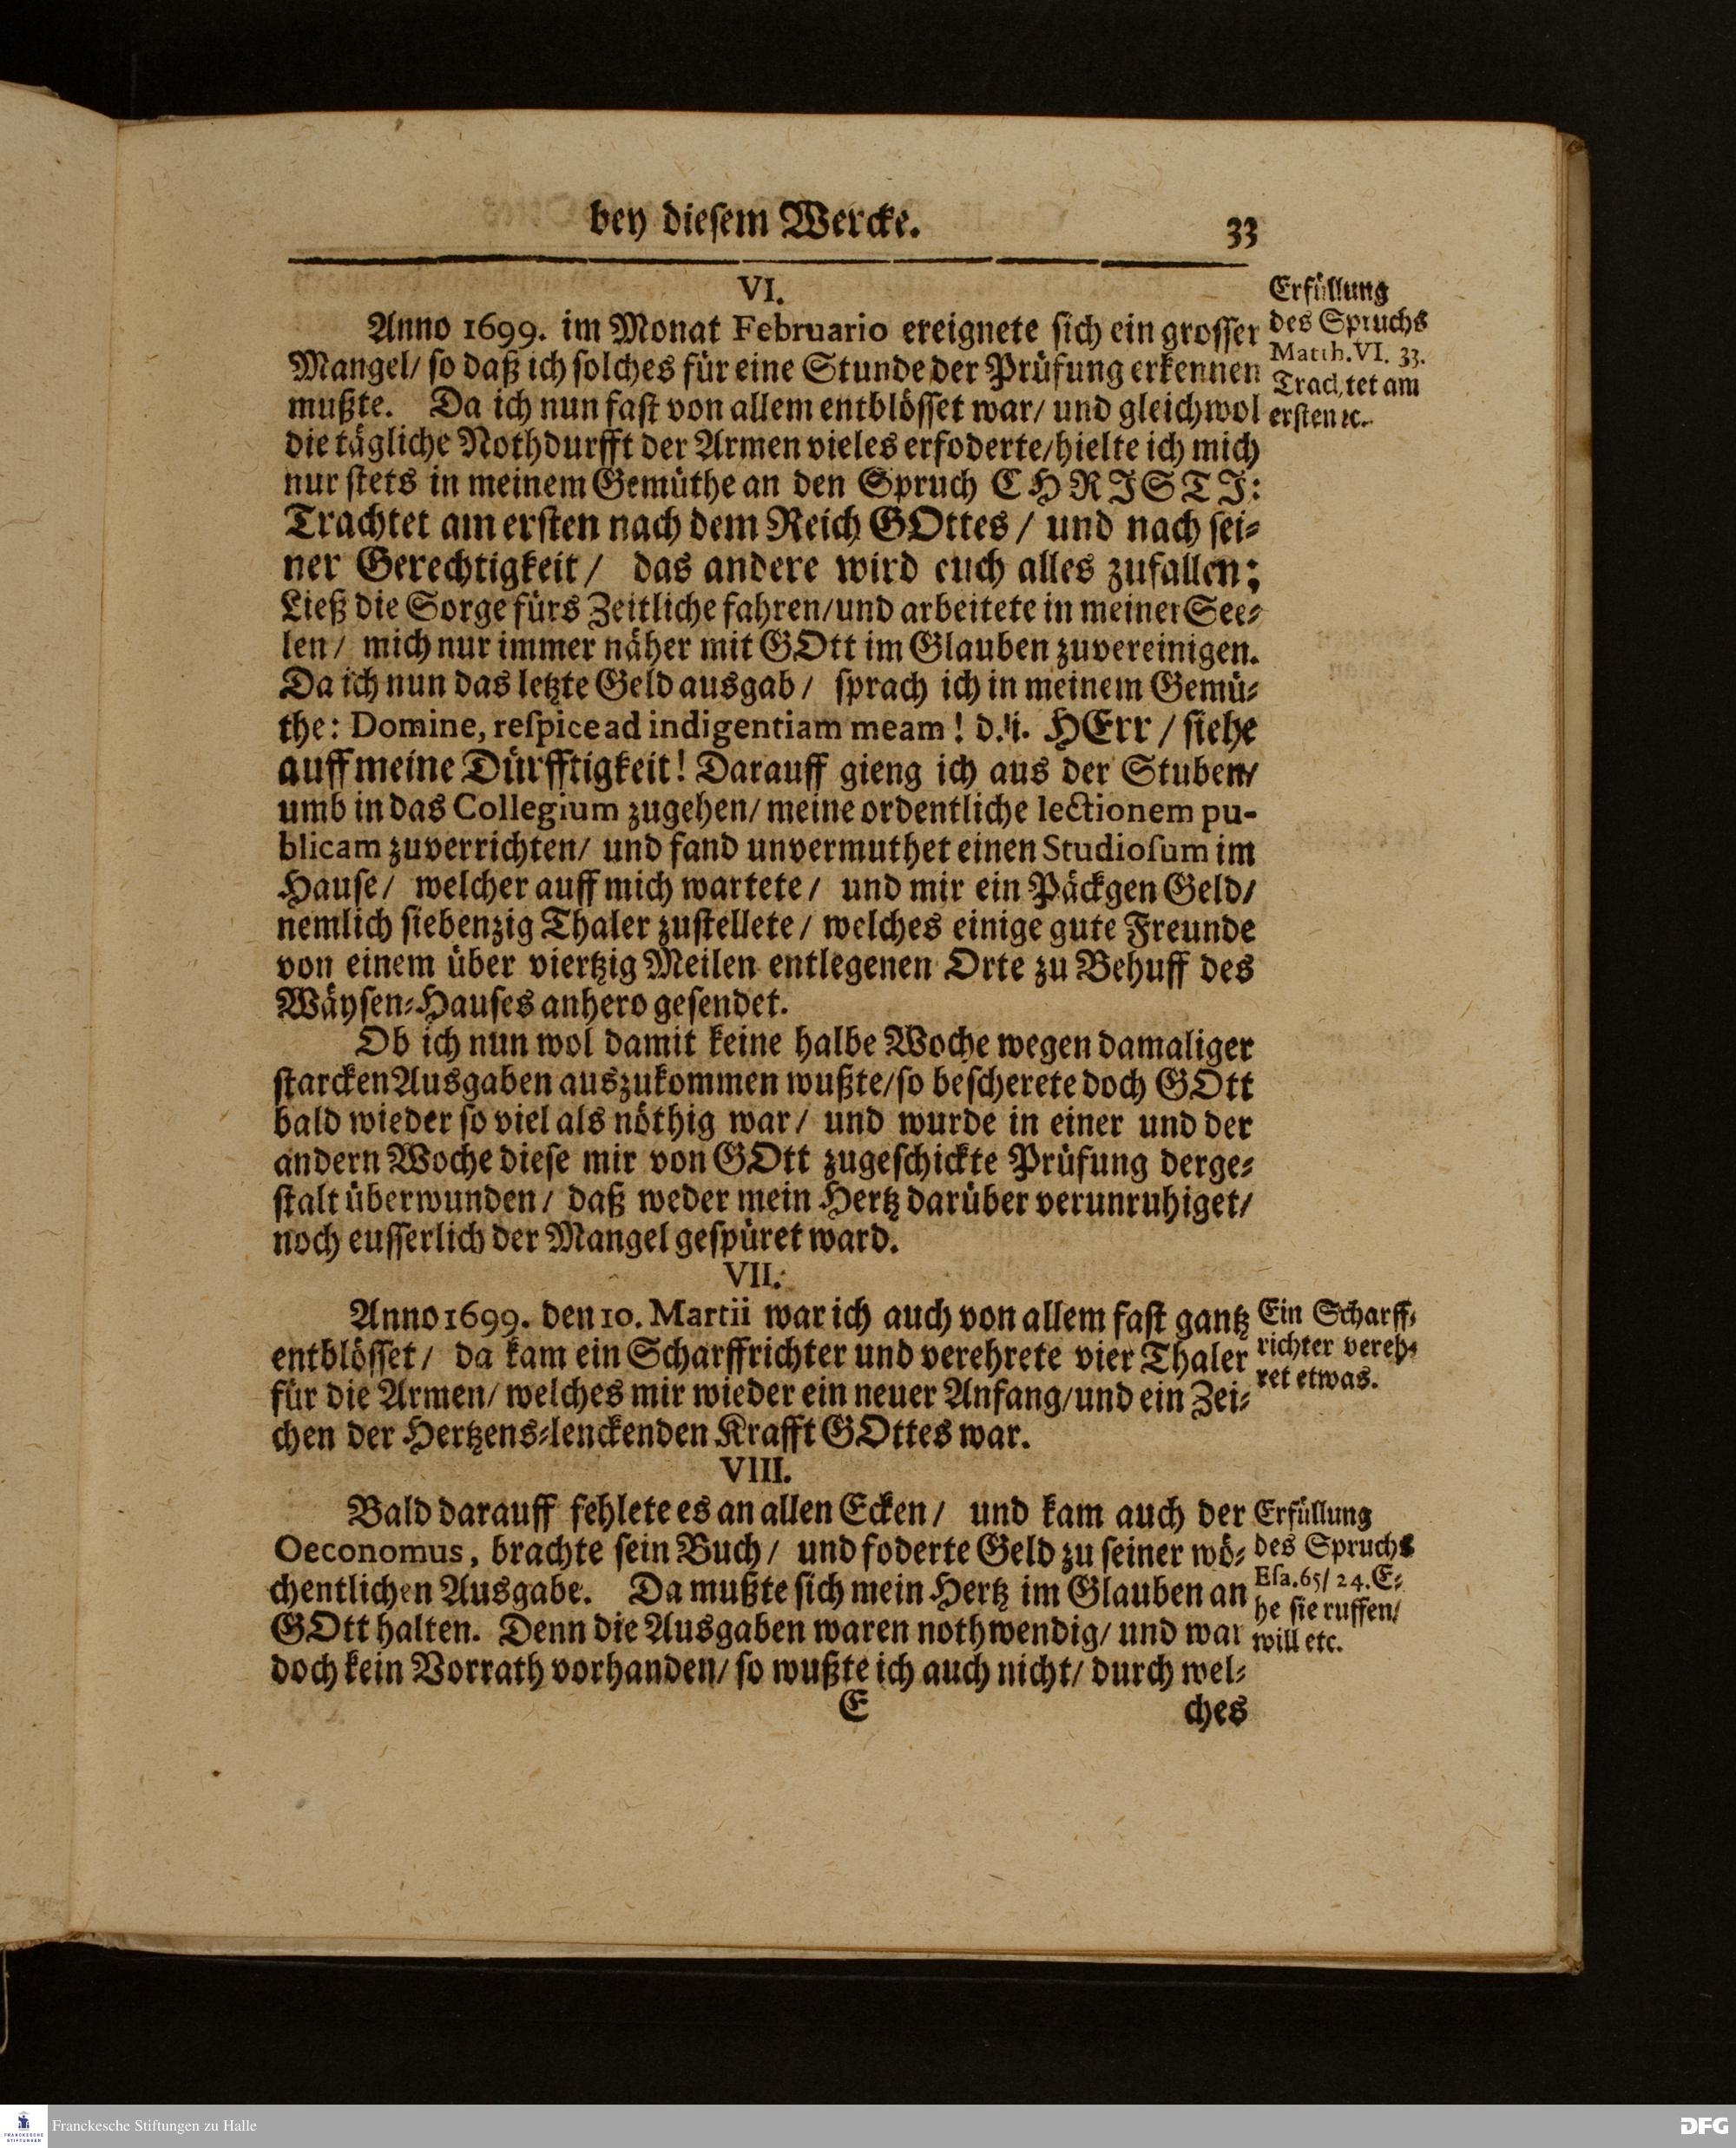 bey diesem Wercke.
33
VI.
Anno 1699. im Monat Februario ereignete sich ein grosser
Mangel/ so daß ich solches für eine Stunde der Prüfung erkennen
mußte. Da ich nun fast von allem entblösset war/ und gleichwol
die tägliche Nothdurfft der Armen vieles erfoderte/ hielte ich mich
nur stets in meinem Gemüthe an den Spruch CHRISTI:
Trachtet am ersten nach dem Reich GOttes / und nach sei-
ner Gerechtigkeit / das andere wird euch alles zufallen;
Ließ die Sorge fürs Zeitliche fahren/ und arbeitete in meiner See-
len / mich nur immer näher mit GOtt im Glauben zuvereinigen.
Da ich nun das letzte Geld ausgab / sprach ich in meinem Gemü-
the: Domine, respice ad indigentiam meam ! d. i. HErr / siehe
auff meine Dürfftigkeit! Darauff gieng ich aus der Stuben/
umb in das Collegium zugehen/ meine ordentliche lectionem pu-
blicam zuverrichten/ und fand unvermuthet einen Studiosum im
Hause / welcher auff mich wartete / und mir ein Päckgen Geld/
nemlich siebenzig Thaler zustellete / welches einige gute Freunde
von einem über viertzig Meilen entlegenen Orte zu Behuff des
Wäysen-Hauses anhero gesendet.
Ob ich nun wol damit keine halbe Woche wegen damaliger
starcken Ausgaben auszukommen wußte/ so bescherete doch GOtt
bald wieder so viel als nöthig war / und wurde in einer und der
andern Woche diese mir von GOtt zugeschickte Prüfung derge-
stalt überwunden / daß weder mein Hertz darüber verunruhiget/
noch eusserlich der Mangel gespüret ward.
VII.
Anno 1699. den 10. Martii war ich auch von allem fast gantz
entblösset / da kam ein Scharffrichter und verehrete vier Thaler
für die Armen/ welches mir wieder ein neuer Anfang/ und ein Zei-
chen der Hertzens-lenckenden Krafft GOttes war.
VIII.
Bald darauff fehlete es an allen Ecken / und kam auch der
Oeconomus, brachte sein Buch / und foderte Geld zu seiner wö-
chentlichen Ausgabe. Da mußte sich mein Hertz im Glauben an
GOtt halten. Denn die Ausgaben waren nothwendig/ und war
doch kein Vorrath vorhanden/ so wußte ich auch nicht/ durch wel-
E
ches
Erfüllung
des Spruchs
Matth. VI. 33.
Trachtet am
ersten ꝛc.
Ein Scharff-
richter vereh-
ret etwas.
Erfüllung
des Spruchs
Esa. 65/ 24. E-
he sie ruffen/
will etc.
FRANCKESCHE
STIFTUNGEN
Franckesche Stiftungen zu Halle
DFG